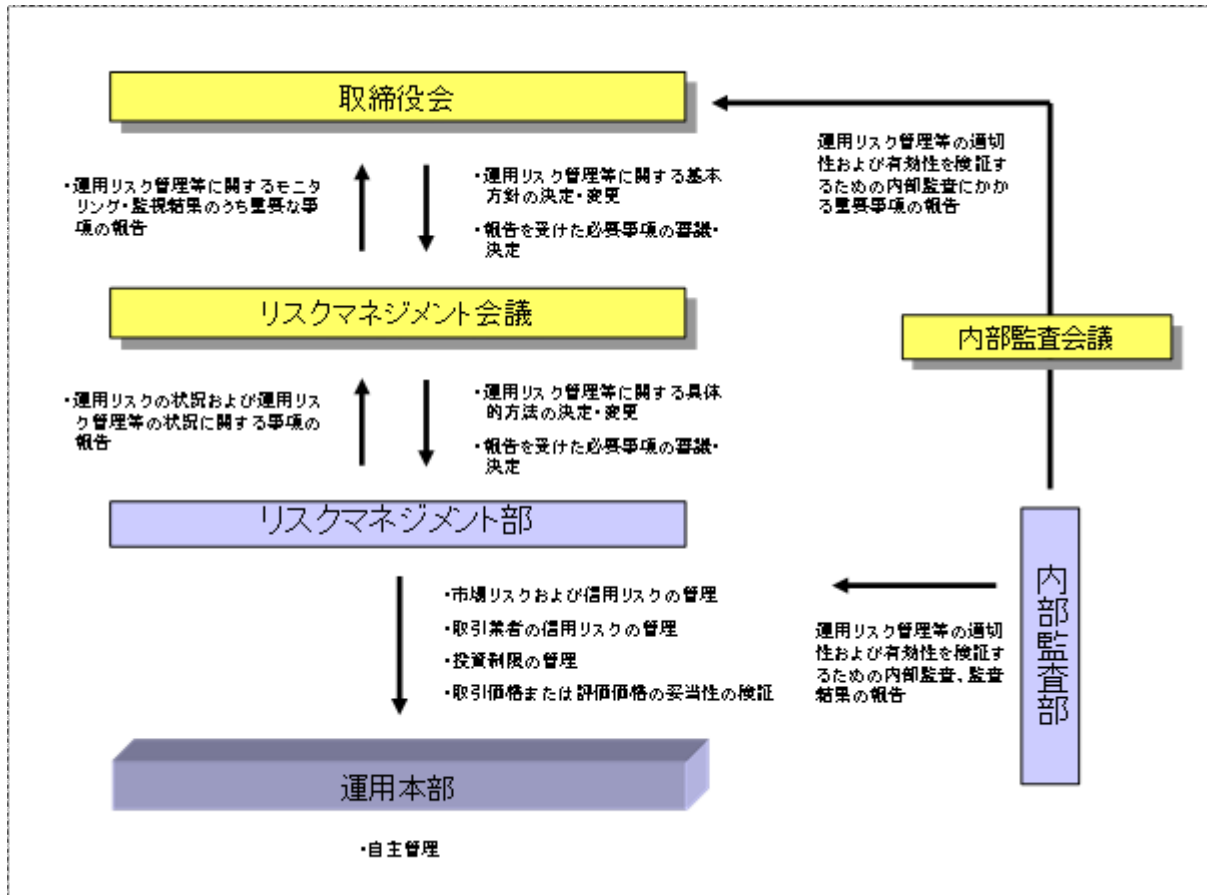 取締役会
・運用リスク管理等に関するモニタ
リング・監視結果のうち重要な事
項の報告
・運用リスク管理等に関する基本
方針の決定・変更
・報告を受けた必要事項の審議・
決定
運用リスク管理等の適切
性および有効性を検証す
るための内部監査にかか
る重要事項の報告
リスクマネジメント会議
内部監査会議
・運用リスクの状況および運用リス
ク管理等の状況に関する事項の
報告
・運用リスク管理等に関する具体
的方法の決定・変更
・報告を受けた必要事項の審議・
決定
リスクマネジメント部
内部監査部
・市場リスクおよび信用リスクの管理
・取引業者の信用リスクの管理
・投資制限の管理
・取引価格または評価価格の妥当性の検証
運用リスク管理等の適切
性および有効性を検証す
るための内部監査、監査
結果の報告
運用本部
・自主管理